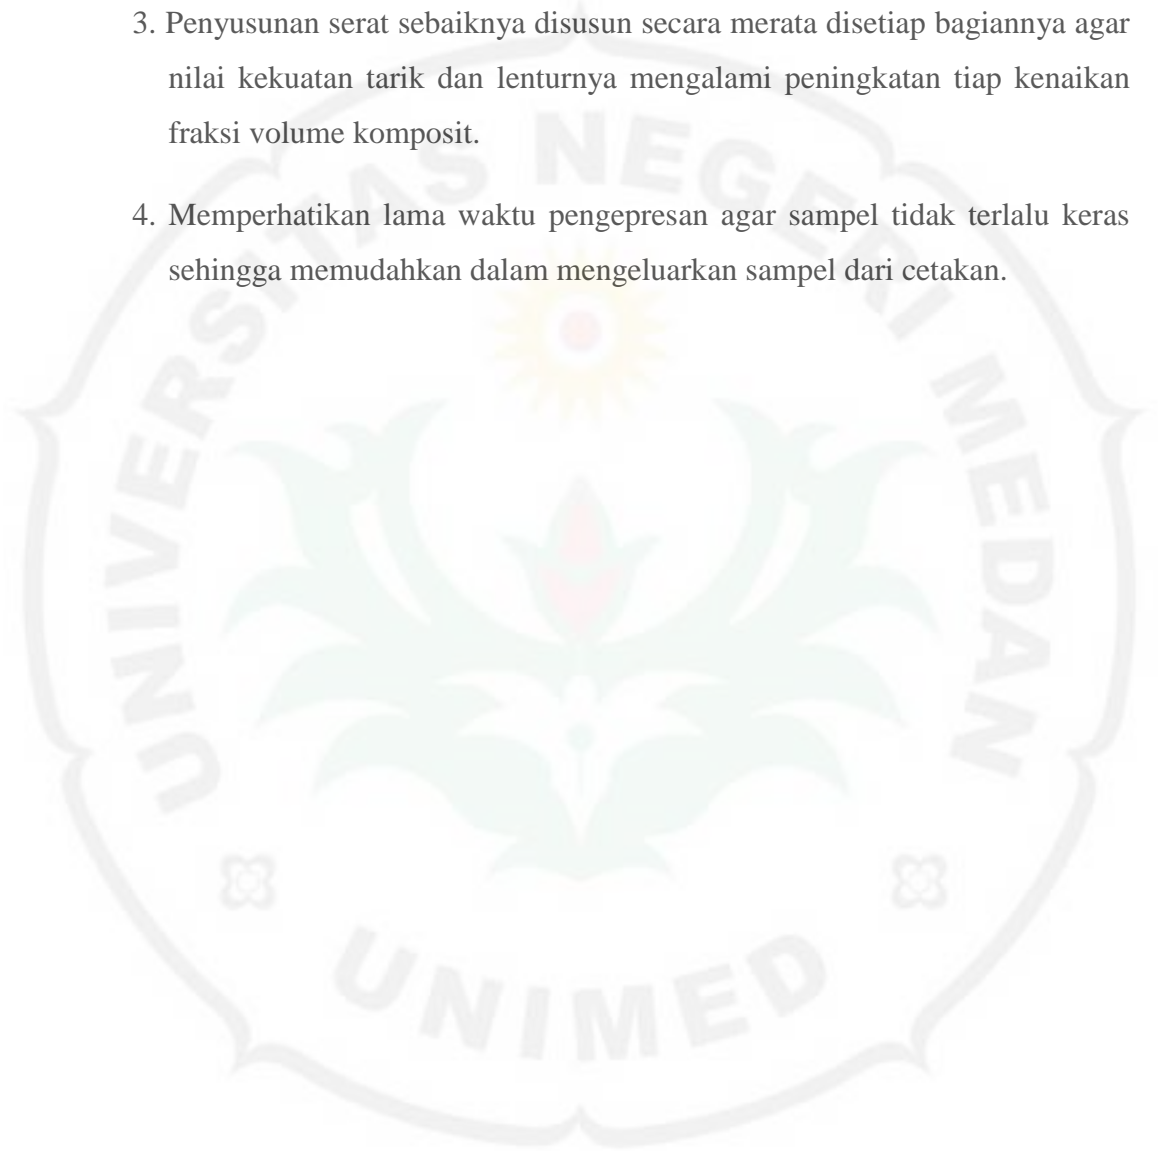 3. Penyusunan serat sebaiknya disusun secara merata disetiap bagiannya agar
nilai kekuatan tarik dan lenturnya mengalami peningkatan tiap kenaikan
fraksi volume komposit.
4. Memperhatikan lama waktu pengepresan agar sampel tidak terlalu keras
sehingga memudahkan dalam mengeluarkan sampel dari cetakan.
UNIVERSITAS NEGERI MEDAN
UNIMED